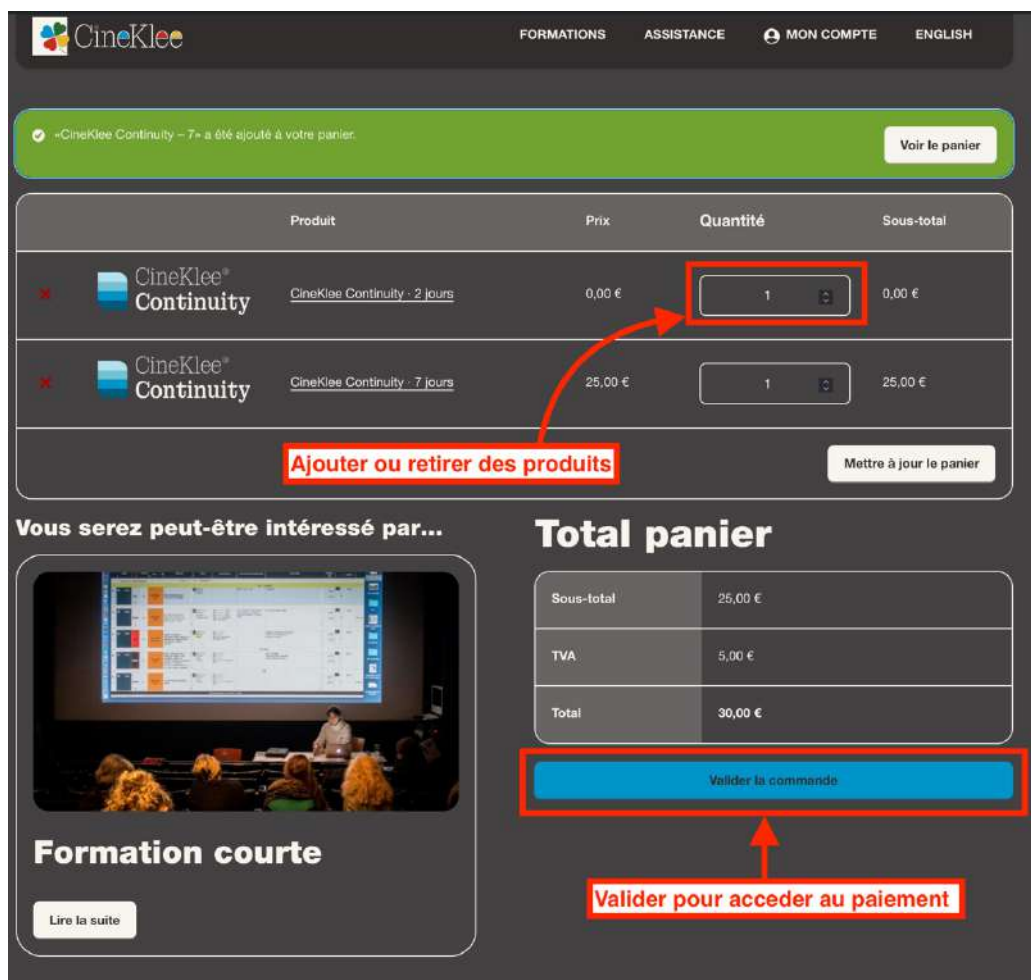 CineKlee
FORMATIONS ASSISTANCE MON COMPTE ENGLISH
«CineKlee Continuity – 7» a été ajouté à votre panier.
Voir le panier
Produit Prix Quantité Sous-total
CineKlee®
Continuity
CineKlee Continuity · 2 jours 0,00 € 1 0,00 €
CineKlee®
Continuity
CineKlee Continuity · 7 jours 25,00 € 1 25,00 €
Ajouter ou retirer des produits
Mettre à jour le panier
Vous serez peut-être intéressé par...
Formation courte
Lire la suite
Total panier
Sous-total 25,00 €
TVA 5,00 €
Total 30,00 €
Valider la commande
Valider pour acceder au paiement